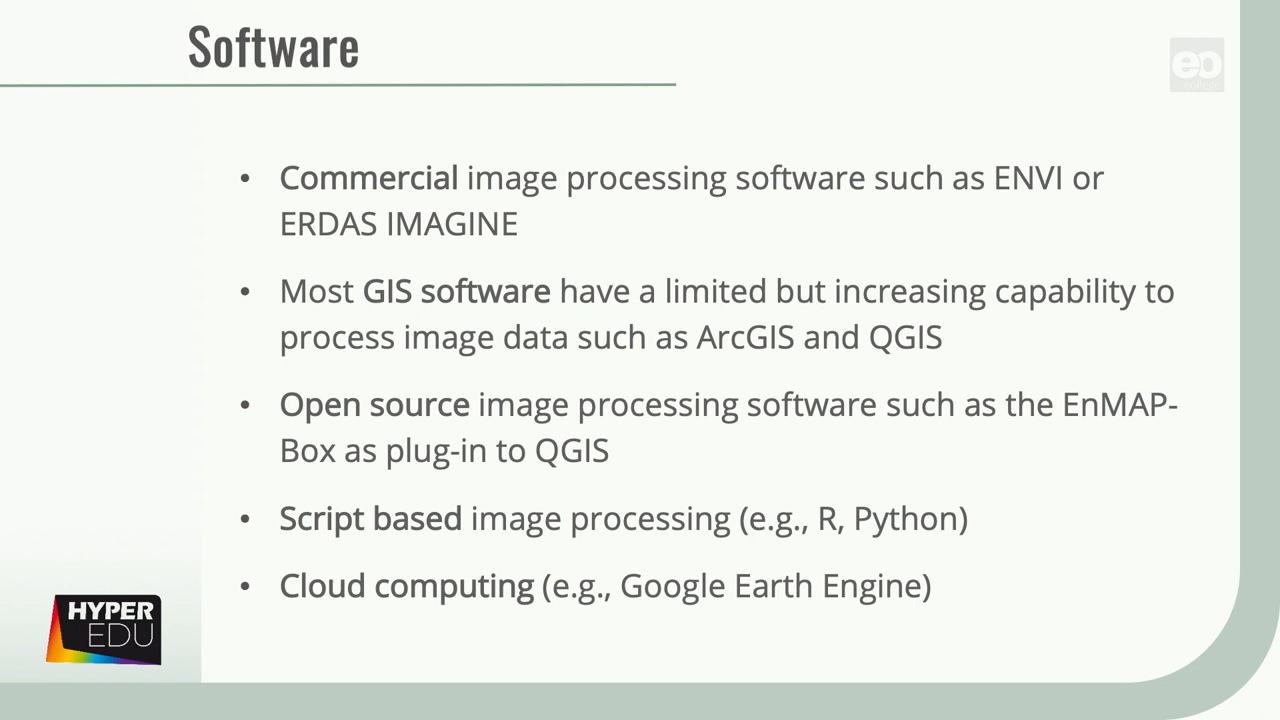 Software
eo
college
• Commercial image processing software such as ENVI or
ERDAS IMAGINE
• Most GIS software have a limited but increasing capability to
process image data such as ArcGIS and QGIS
• Open source image processing software such as the EnMAP-
Box as plug-in to QGIS
• Script based image processing (e.g., R, Python)
• Cloud computing (e.g., Google Earth Engine)
HYPER
EDU